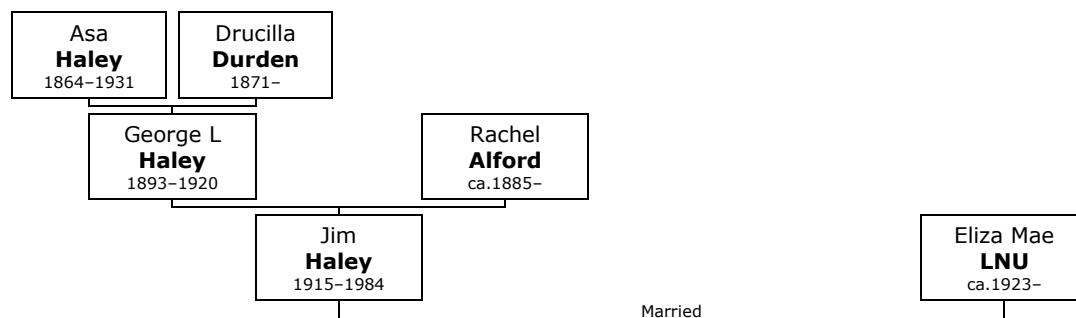 Asa
Haley
1864–1931
Drucilla
Durden
1871–
George L
Haley
1893–1920
Rachel
Alford
ca.1885–
Jim
Haley
1915–1984
Eliza Mae
LNU
ca.1923–
Married